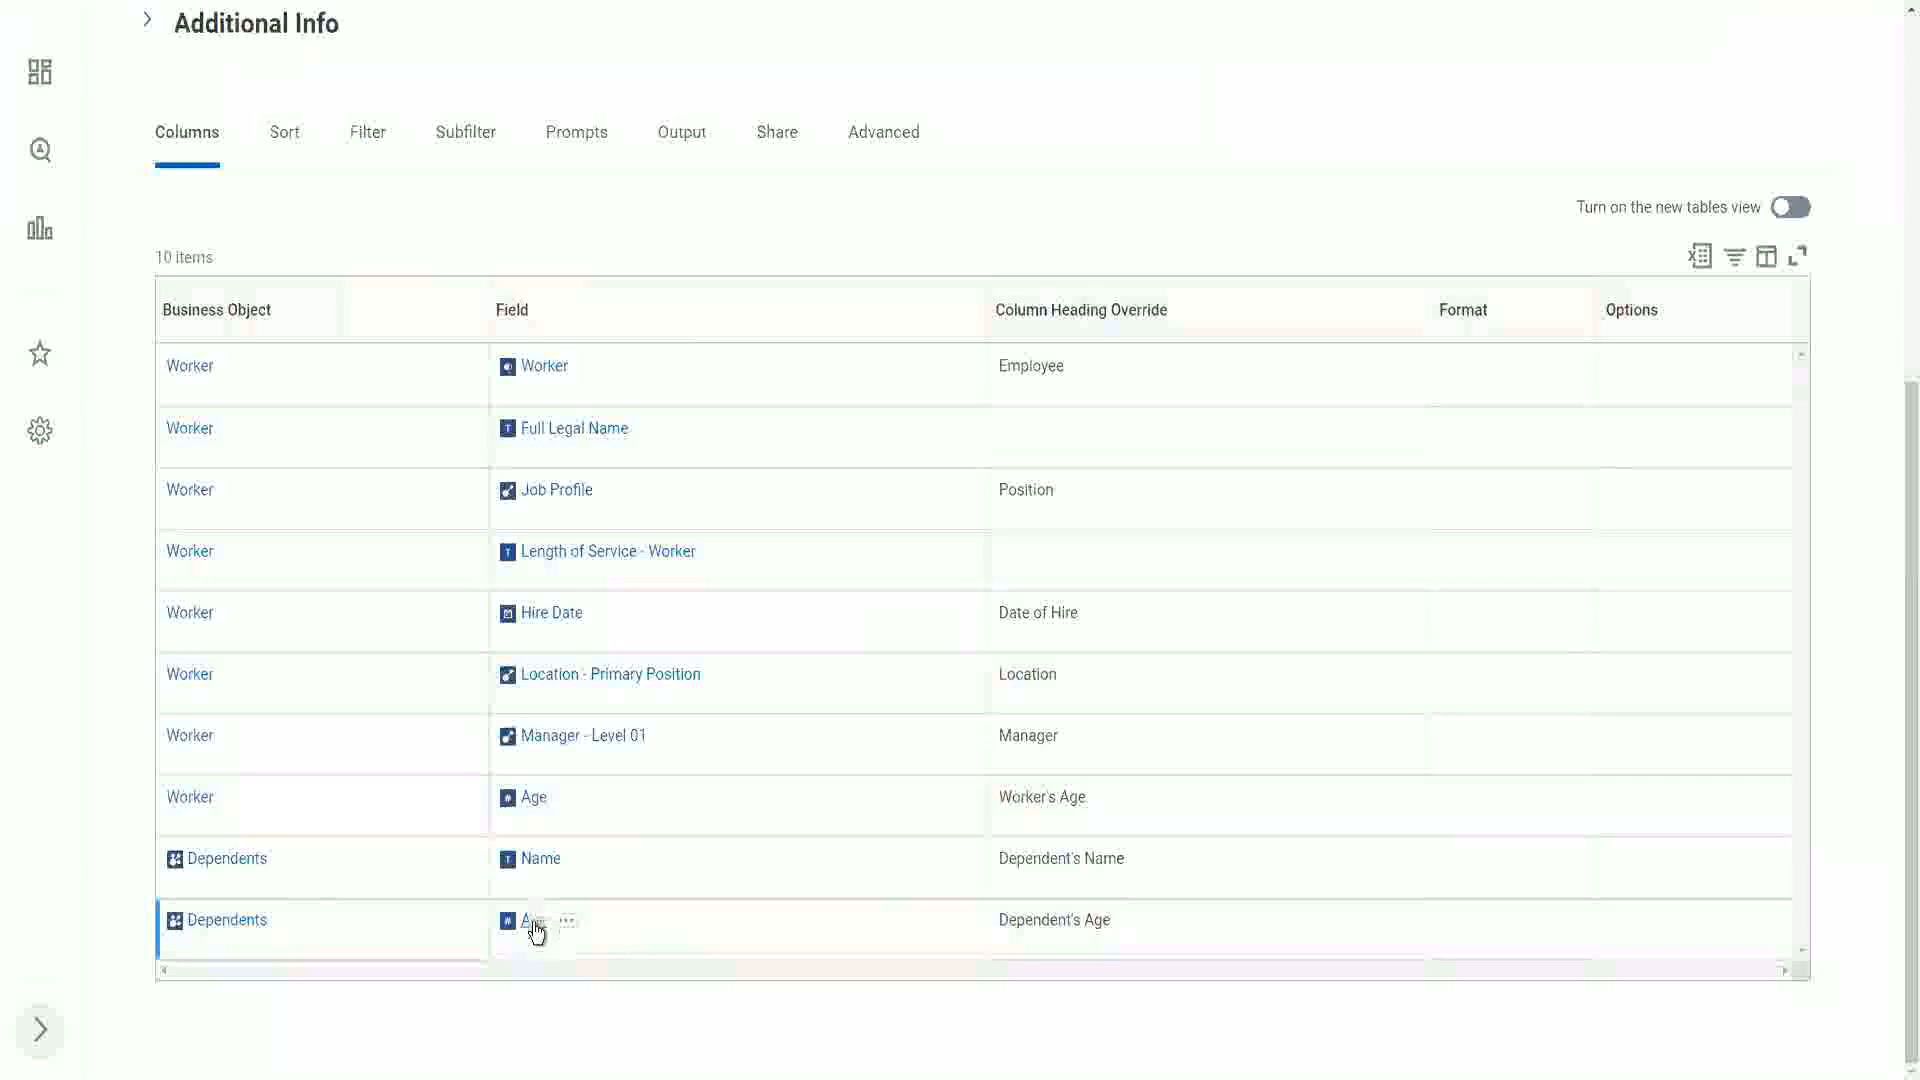 Additional Info
Columns Sort Filter Subfilter Prompts Output Share Advanced
Turn on the new tables view
10 items
Business Object Field Column Heading Override Format Options
Worker Worker Employee
Worker Full Legal Name
Worker Job Profile Position
Worker Length of Service - Worker
Worker Hire Date Date of Hire
Worker Location - Primary Position Location
Worker Manager - Level 01 Manager
Worker Age Worker's Age
Dependents Name Dependent's Name
Dependents Dependent's Age